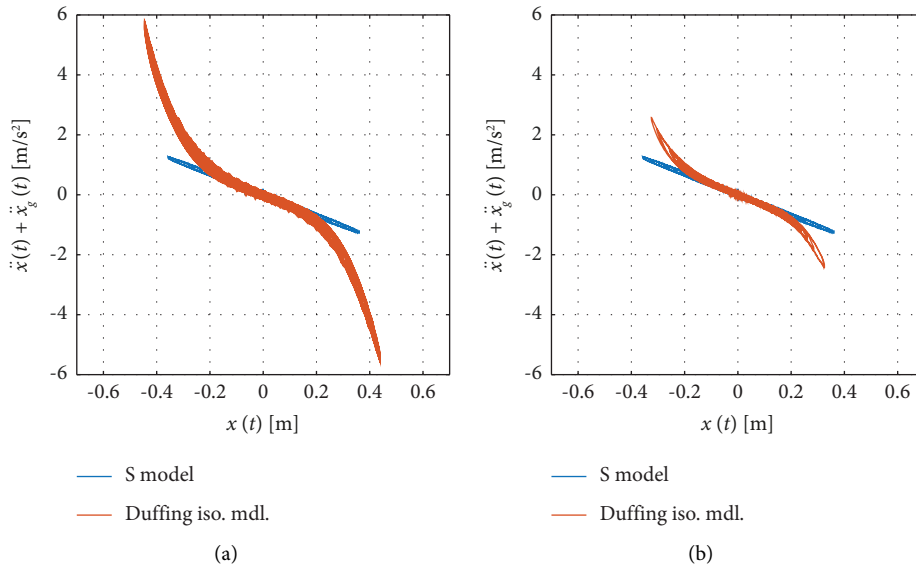 6
4
2
0
-2
-4
-6
ẍ(t) + ẍ_g (t) [m/s²]
-0.6 -0.4 -0.2 0 0.2 0.4 0.6
x (t) [m]
S model
Duffing iso. mdl.
(a)
6
4
2
0
-2
-4
-6
ẍ(t) + ẍ_g (t) [m/s²]
-0.6 -0.4 -0.2 0 0.2 0.4 0.6
x (t) [m]
S model
Duffing iso. mdl.
(b)